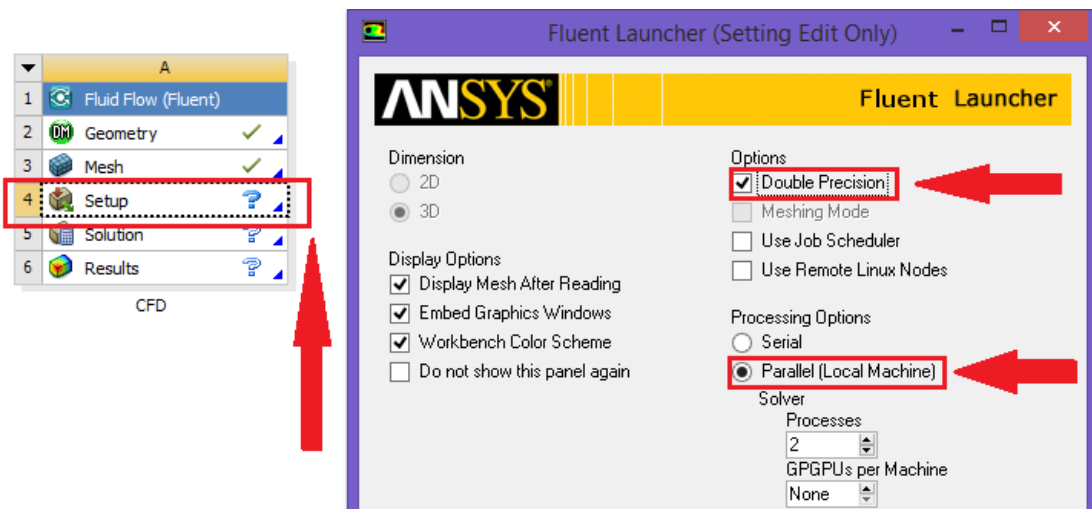 A
1 Fluid Flow (Fluent)
2 DM Geometry
3 Mesh
4 Setup ?
5 Solution ?
6 Results ?
CFD
Fluent Launcher (Setting Edit Only)
ANSYS®
Fluent Launcher
Dimension
2D
3D
Display Options
Display Mesh After Reading
Embed Graphics Windows
Workbench Color Scheme
Do not show this panel again
Options
Double Precision
Meshing Mode
Use Job Scheduler
Use Remote Linux Nodes
Processing Options
Serial
Parallel (Local Machine)
Solver
Processes
2
GPGPUs per Machine
None